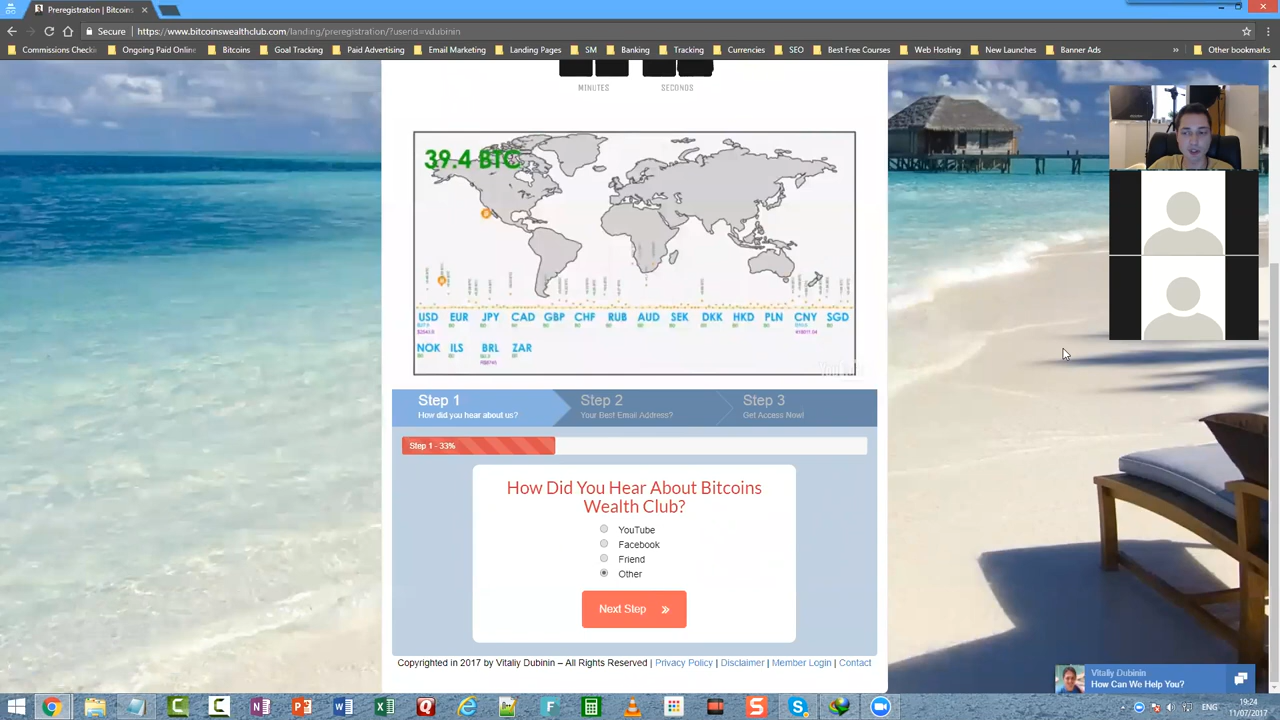 Preregistration | Bitcoins
Secure | https://www.bitcoinswealthclub.com/landing/preregistration/?userid=vdubinin
Commissions Check
Ongoing Paid Online
Bitcoins
Goal Tracking
Paid Advertising
Email Marketing
Landing Pages
SM
Banking
Tracking
Currencies
SEO
Best Free Courses
Web Hosting
New Launches
Banner Ads
»
Other bookmarks
MINUTES SECONDS
39.4 BTC
USD EUR JPY CAD GBP CHF RUB AUD SEK DKK HKD PLN CNY SGD
NOK ILS BRL ZAR
Step 1
How did you hear about us?
Step 2
Your Best Email Address?
Step 3
Get Access Now!
Step 1 - 33%
How Did You Hear About Bitcoins
Wealth Club?
YouTube
Facebook
Friend
Other
Next Step »
Copyrighted in 2017 by Vitaliy Dubinin – All Rights Reserved | Privacy Policy | Disclaimer | Member Login | Contact
Vitaliy Dubinin
How Can We Help You?
ENG
19:24
11/07/2017